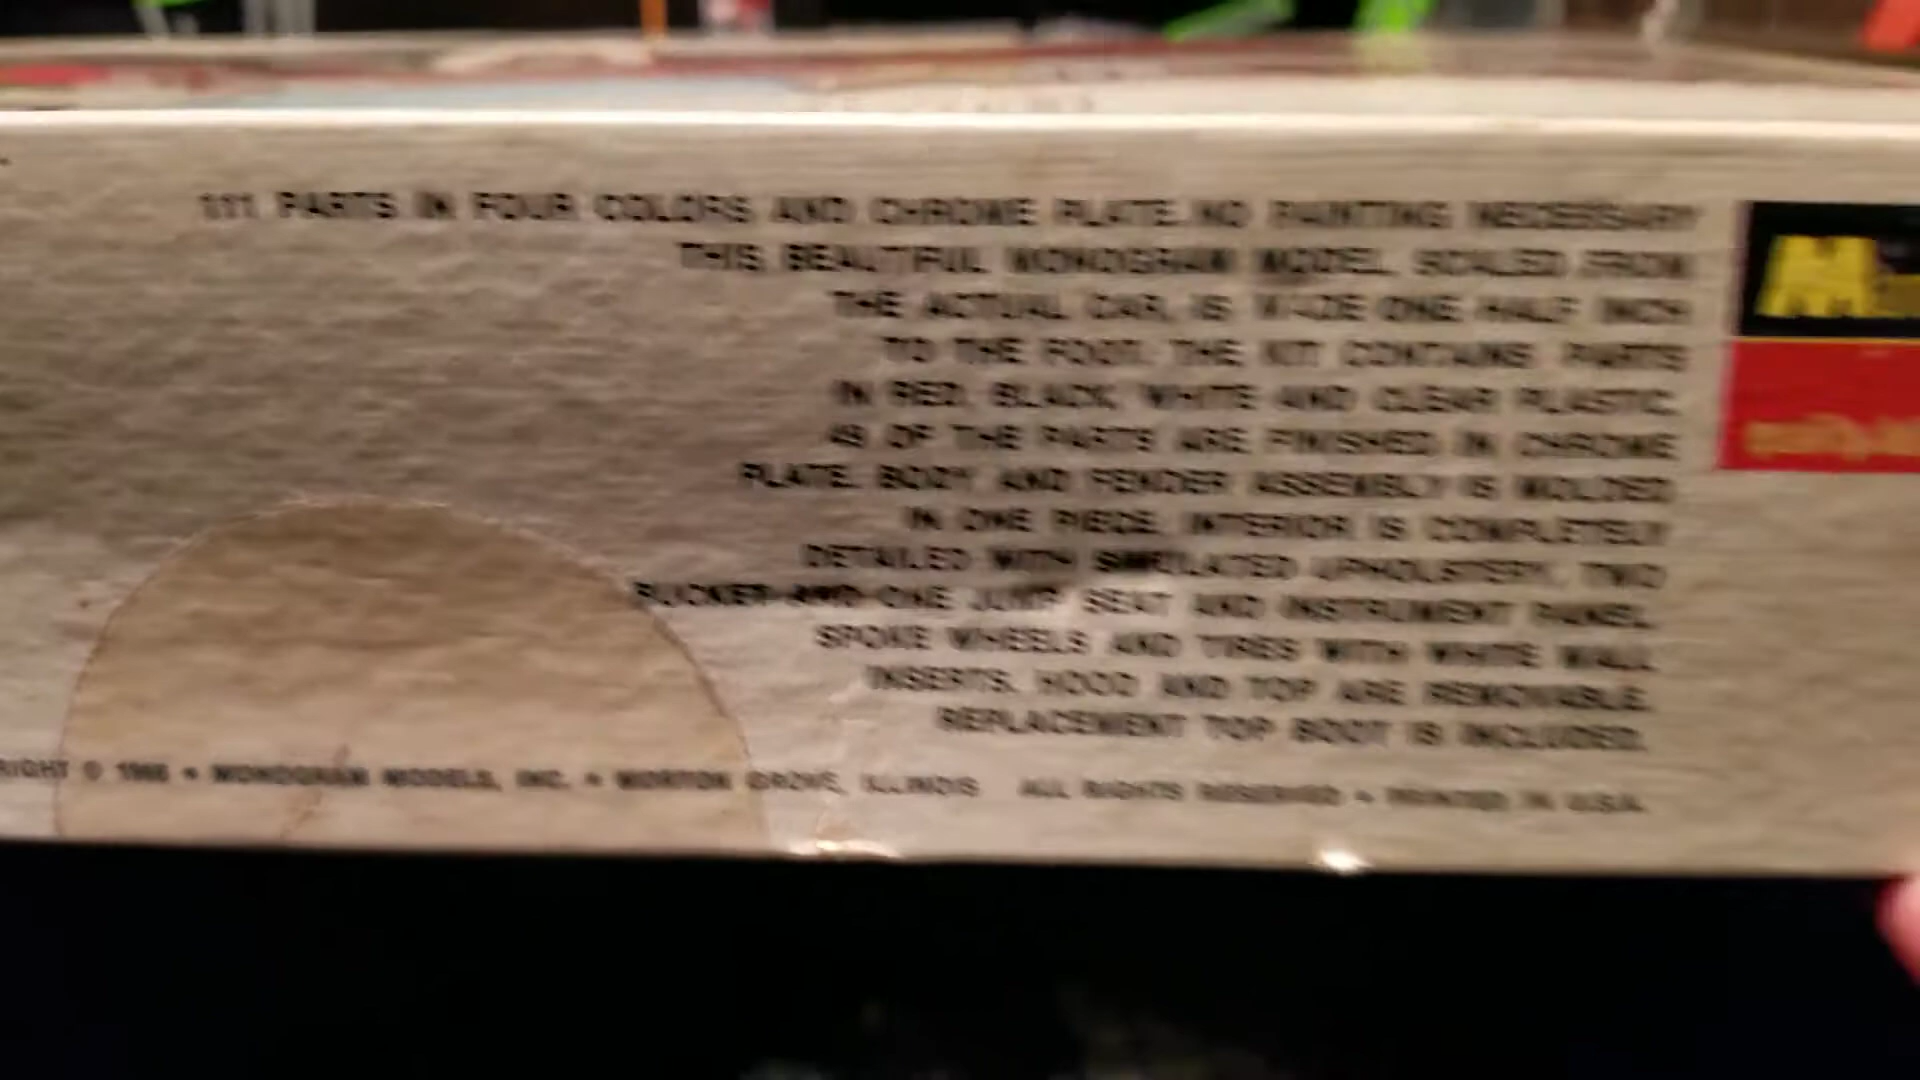 111 PARTS IN FOUR COLORS AND CHROME PLATE. NO PAINTING NECESSARY
THIS BEAUTIFUL MONOGRAM MODEL, SCALED FROM
THE ACTUAL CAR, IS MADE ONE HALF INCH
TO THE FOOT. THE KIT CONTAINS PARTS
IN RED, BLACK, WHITE AND CLEAR PLASTIC.
OF THE PARTS ARE FINISHED IN CHROME
PLATE. BODY AND FENDER ASSEMBLY IS MOLDED
IN ONE PIECE. INTERIOR IS COMPLETELY
DETAILED WITH SIMULATED UPHOLSTERY, TWO
BUCKET AND ONE JUMP SEAT AND INSTRUMENT PANEL.
SPOKE WHEELS AND TIRES WITH WHITE WALL
INSERTS. HOOD AND TOP ARE REMOVABLE.
REPLACEMENT TOP BOOT IS INCLUDED.
RIGHT © • MONOGRAM MODELS, INC. • MORTON GROVE, ILLINOIS ALL RIGHTS RESERVED • PRINTED IN U.S.A.